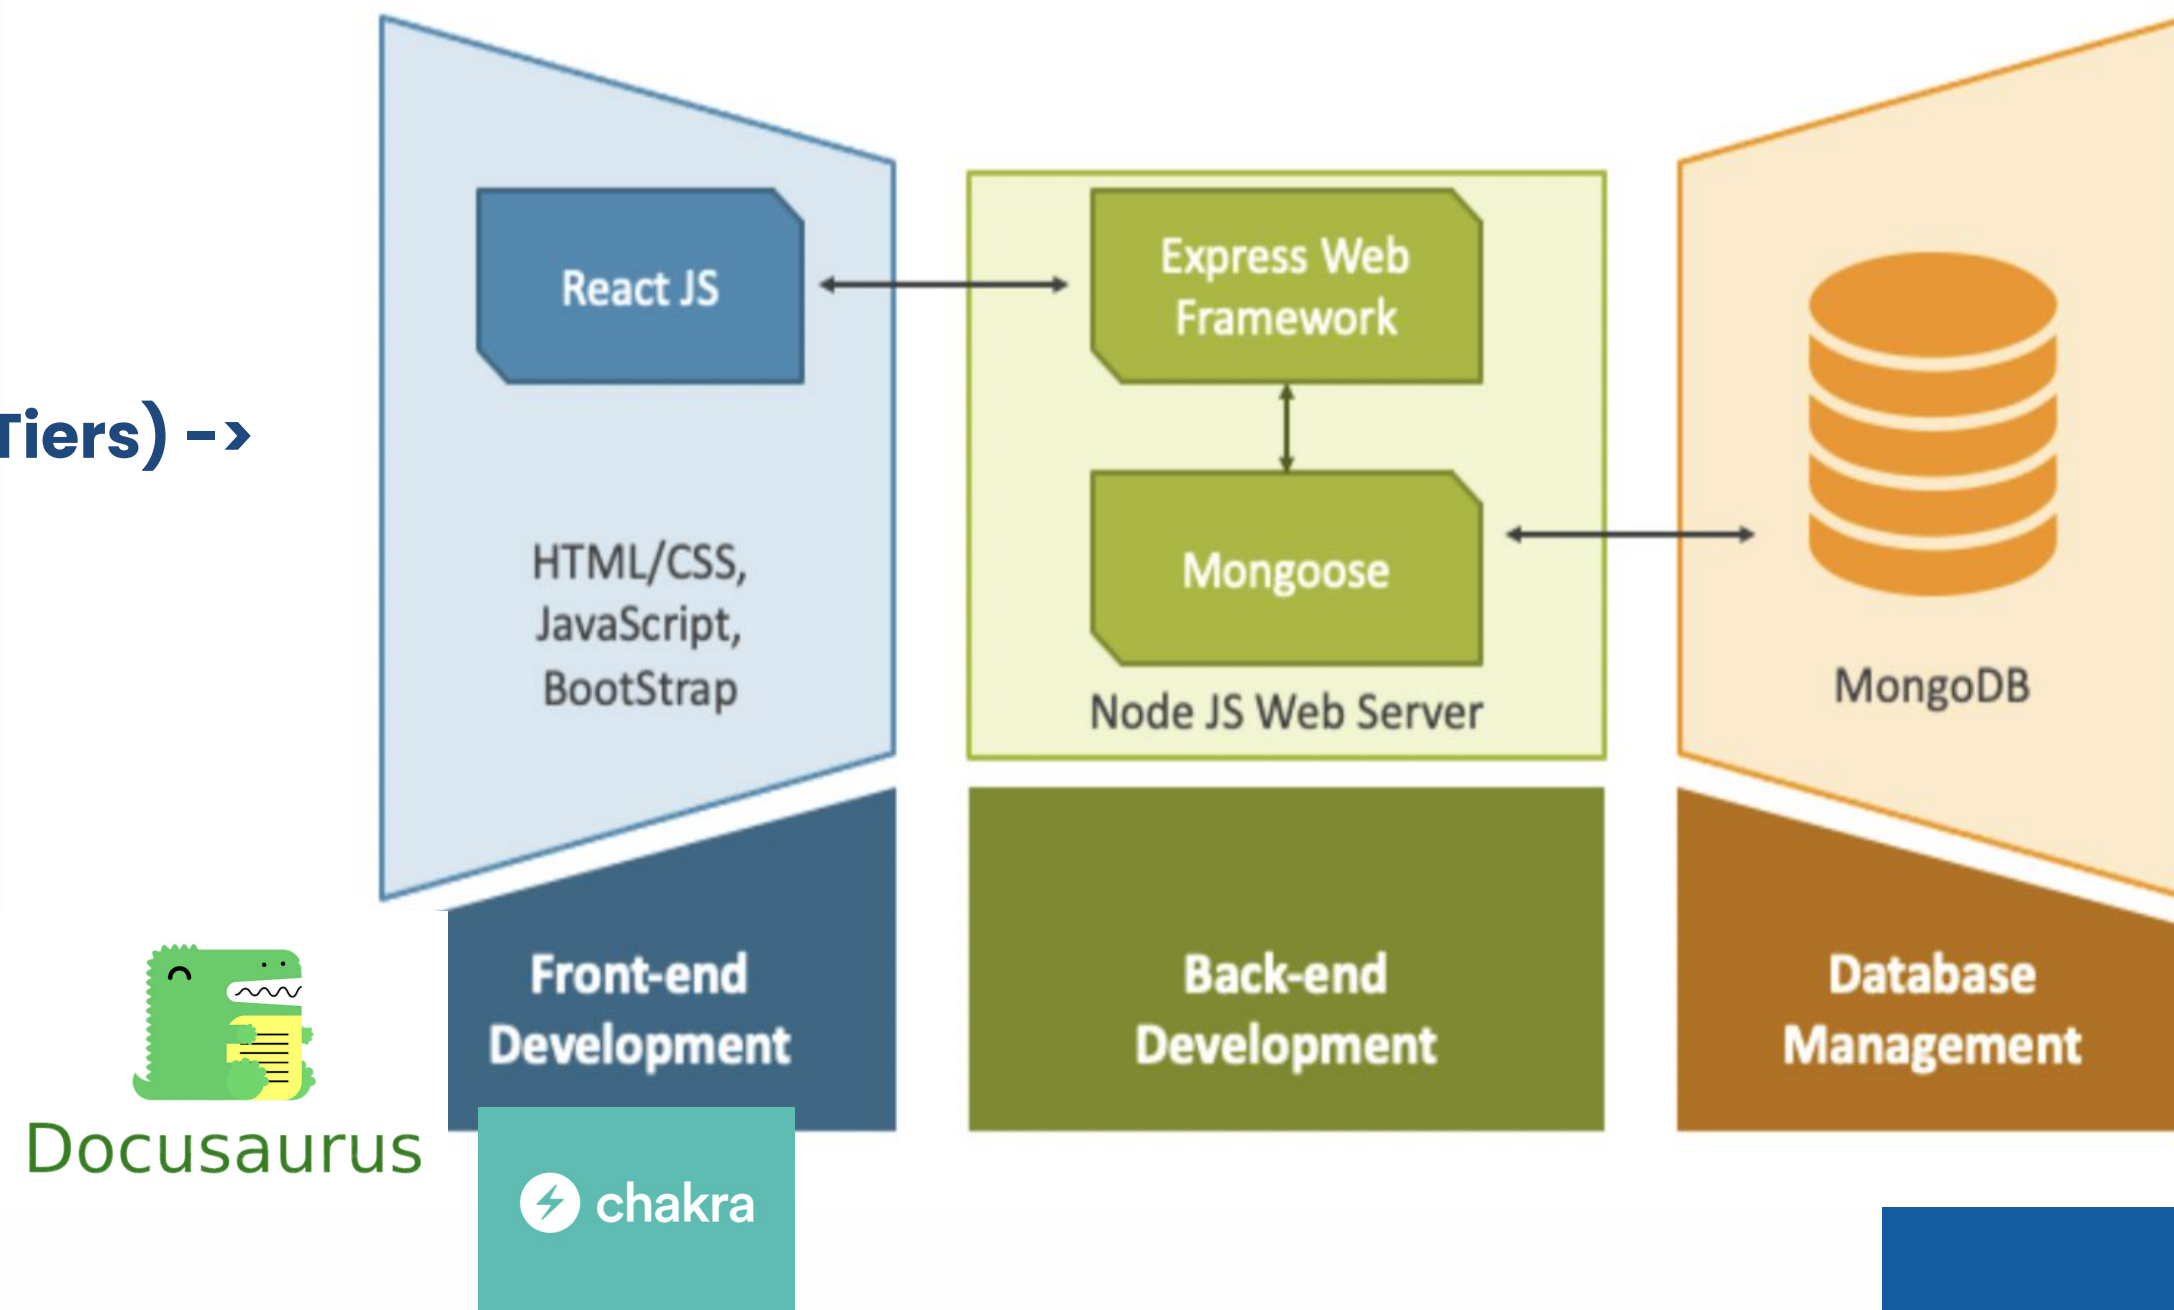 Tiers) ->
React JS
HTML/CSS,
JavaScript,
BootStrap
Express Web
Framework
Mongoose
Node JS Web Server
MongoDB
Front-end
Development
Back-end
Development
Database
Management
Docusaurus
chakra